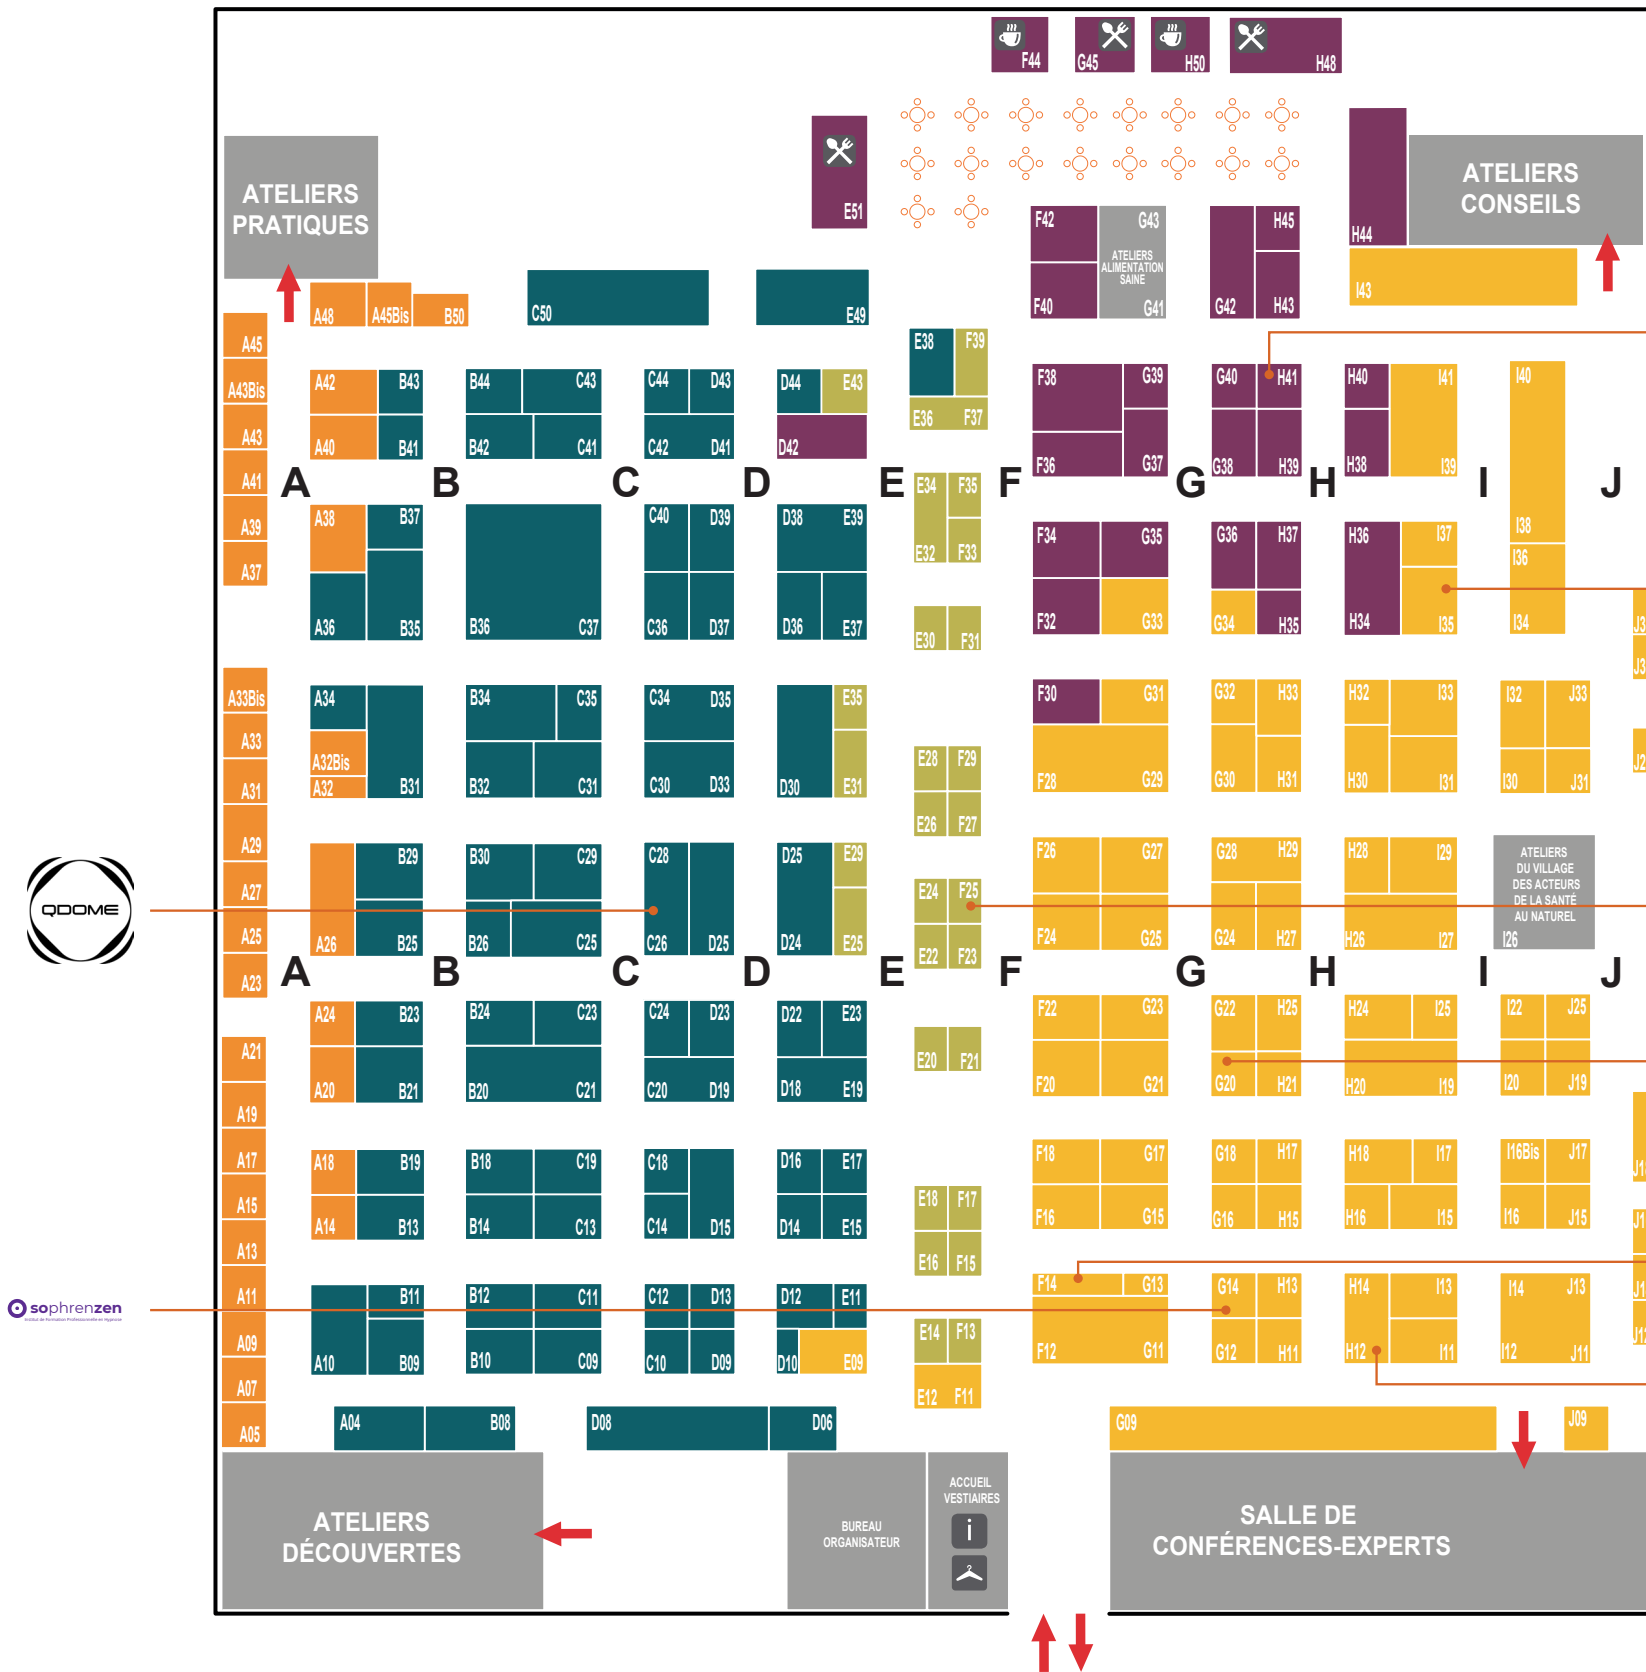 F44
G45
H50
H48
E51
ATELIERS
PRATIQUES
ATELIERS
CONSEILS
H44
F42
G43
H45
ATELIERS
ALIMENTATION
SAINE
F40
G41
G42
H43
I43
A48
A45Bis
B50
C50
E49
A45
A43Bis
A43
A41
A39
A37
E38
F39
E36
F37
A42
B43
B44
C43
C44
D43
D44
E43
F38
G39
G40
H41
H40
I41
I40
A40
B41
B42
C41
C42
D41
D42
F36
G37
G38
H39
H38
I39
A
B
C
D
E
F
G
H
I
J
E34
F35
E32
F33
A38
B37
C40
D39
D38
E39
F34
G35
G36
H37
H36
I37
I38
I36
A36
B35
B36
C37
C36
D37
D36
E37
E30
F31
F32
G33
G34
H35
H34
I35
I34
A33Bis
A33
A31
A29
A27
A25
A23
A34
B34
C35
C34
D35
E35
F30
G31
G32
H33
H32
I33
I32
J33
A32Bis
A32
B31
B32
C31
C30
D33
D30
E31
E28
F29
E26
F27
F28
G29
G30
H31
H30
I31
I30
J31
QDOME
B29
B30
C29
C28
D25
E29
F26
G27
G28
H29
H28
I29
ATELIERS
DU VILLAGE
DES ACTEURS
DE LA SANTÉ
AU NATUREL
I26
A26
B25
B26
C25
C26
D25
D24
E25
E24
F25
E22
F23
F24
G25
G24
H27
H26
I27
A
B
C
D
E
F
G
H
I
J
A24
B23
B24
C23
C24
D23
D22
E23
F22
G23
G22
H25
H24
I25
I22
J25
A20
B21
B20
C21
C20
D19
D18
E19
E20
F21
F20
G21
G20
H21
H20
I19
I20
J19
A21
A19
A17
A15
A13
A11
A09
A07
A05
A18
B19
B18
C19
C18
D16
E17
F18
G17
G18
H17
H18
I17
I16Bis
J17
A14
B13
B14
C13
C14
D15
D14
E15
E18
F17
E16
F15
F16
G15
G16
H15
H16
I15
I16
J15
sophrenzen
Institut de Formation Professionnelle en Hypnose
B11
B12
C11
C12
D13
D12
E11
F14
G13
G14
H13
H14
I13
I14
J13
A10
B09
B10
C09
C10
D09
D10
E09
E14
F13
E12
F11
F12
G11
G12
H11
H12
I11
I12
J11
A04
B08
D08
D06
G09
J09
ATELIERS
DÉCOUVERTES
BUREAU
ORGANISATEUR
ACCUEIL
VESTIAIRES
i
SALLE DE
CONFÉRENCES-EXPERTS